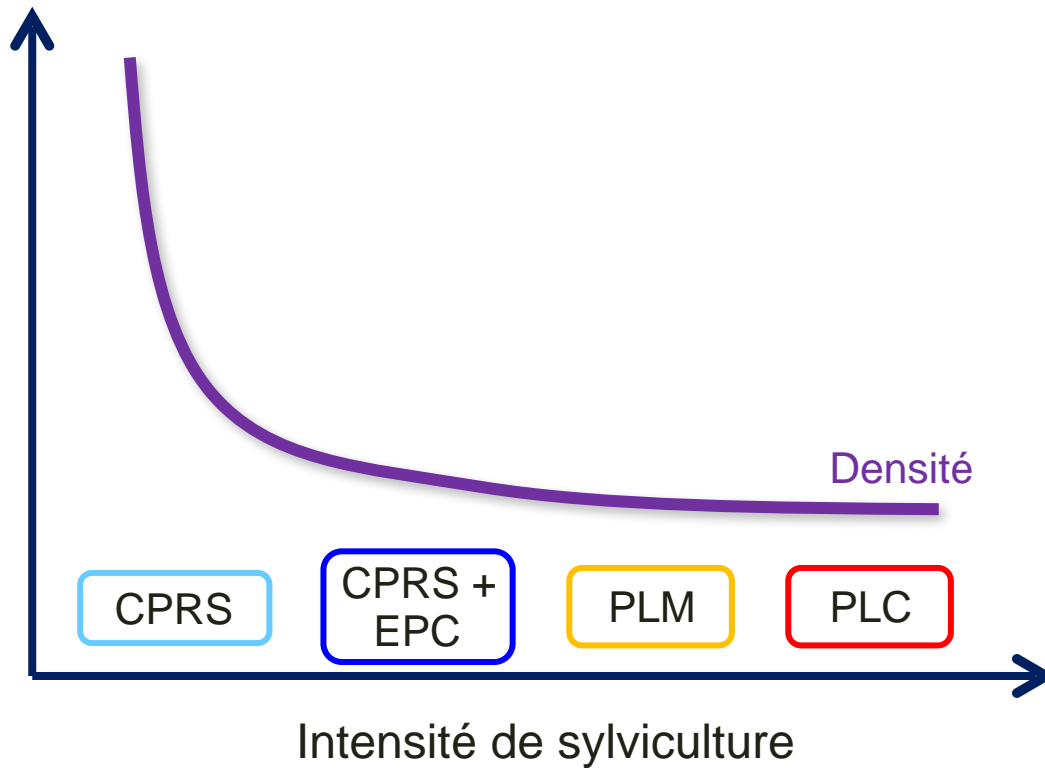 Densité
CPRS
CPRS +
EPC
PLM
PLC
Intensité de sylviculture